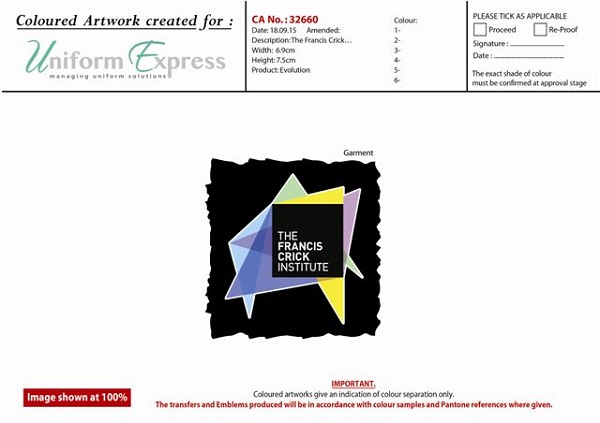 Coloured Artwork created for :
Uniform Express
managing uniform solutions
CA No. : 32660
Date: 18.09.15 Amended:
Description:The Francis Crick...
Width: 6.9cm
Height: 7.5cm
Product: Evolution
Colour:
1-
2-
3-
4-
5-
6-
PLEASE TICK AS APPLICABLE
Proceed Re-Proof
Signature :
Date :
The exact shade of colour
must be confirmed at approval stage
Garment
THE
FRANCIS
CRICK
INSTITUTE
Image shown at 100%
IMPORTANT.
Coloured artworks give an indication of colour separation only.
The transfers and Emblems produced will be in accordance with colour samples and Pantone references where given.